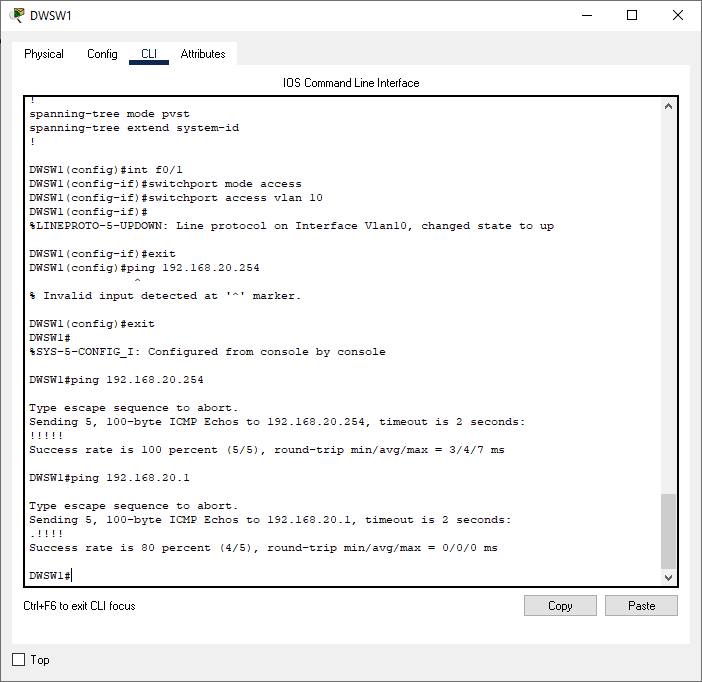 DWSW1
Physical Config CLI Attributes
IOS Command Line Interface
!
spanning-tree mode pvst
spanning-tree extend system-id
!
DWSW1(config)#int f0/1
DWSW1(config-if)#switchport mode access
DWSW1(config-if)#switchport access vlan 10
DWSW1(config-if)#
%LINEPROTO-5-UPDOWN: Line protocol on Interface Vlan10, changed state to up
DWSW1(config-if)#exit
DWSW1(config)#ping 192.168.20.254
^
% Invalid input detected at '^' marker.
DWSW1(config)#exit
DWSW1#
%SYS-5-CONFIG_I: Configured from console by console
DWSW1#ping 192.168.20.254
Type escape sequence to abort.
Sending 5, 100-byte ICMP Echos to 192.168.20.254, timeout is 2 seconds:
!!!!!
Success rate is 100 percent (5/5), round-trip min/avg/max = 3/4/7 ms
DWSW1#ping 192.168.20.1
Type escape sequence to abort.
Sending 5, 100-byte ICMP Echos to 192.168.20.1, timeout is 2 seconds:
.!!!!
Success rate is 80 percent (4/5), round-trip min/avg/max = 0/0/0 ms
DWSW1#
Ctrl+F6 to exit CLI focus
Copy Paste
Top